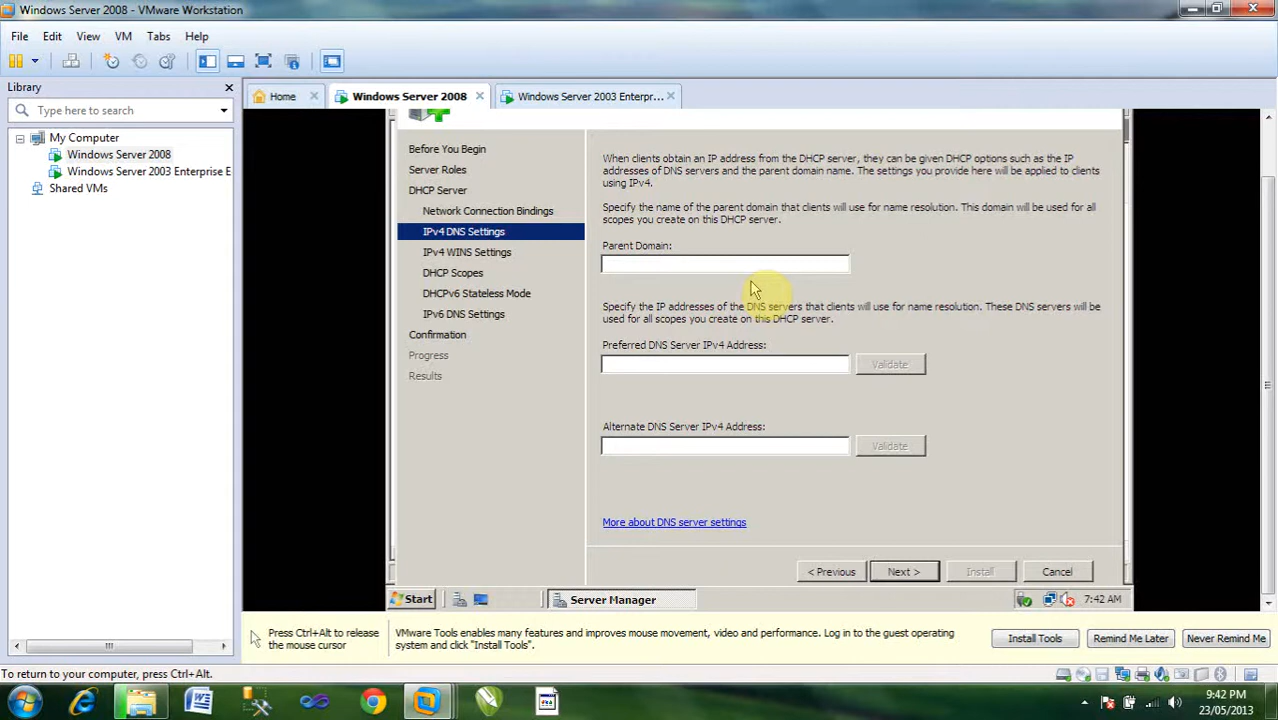 Windows Server 2008 - VMware Workstation
File Edit View VM Tabs Help
Library
Type here to search
My Computer
Windows Server 2008
Windows Server 2003 Enterprise E
Shared VMs
Home
Windows Server 2008
Windows Server 2003 Enterpr...
Before You Begin
Server Roles
DHCP Server
Network Connection Bindings
IPv4 DNS Settings
IPv4 WINS Settings
DHCP Scopes
DHCPv6 Stateless Mode
IPv6 DNS Settings
Confirmation
Progress
Results
When clients obtain an IP address from the DHCP server, they can be given DHCP options such as the IP
addresses of DNS servers and the parent domain name. The settings you provide here will be applied to clients
using IPv4.
Specify the name of the parent domain that clients will use for name resolution. This domain will be used for all
scopes you create on this DHCP server.
Parent Domain:
Specify the IP addresses of the DNS servers that clients will use for name resolution. These DNS servers will be
used for all scopes you create on this DHCP server.
Preferred DNS Server IPv4 Address:
Validate
Alternate DNS Server IPv4 Address:
Validate
More about DNS server settings
< Previous Next > Install Cancel
Start Server Manager 7:42 AM
Press Ctrl+Alt to release
the mouse cursor
VMware Tools enables many features and improves mouse movement, video and performance. Log in to the guest operating
system and click "Install Tools".
Install Tools Remind Me Later Never Remind Me
To return to your computer, press Ctrl+Alt.
9:42 PM
23/05/2013